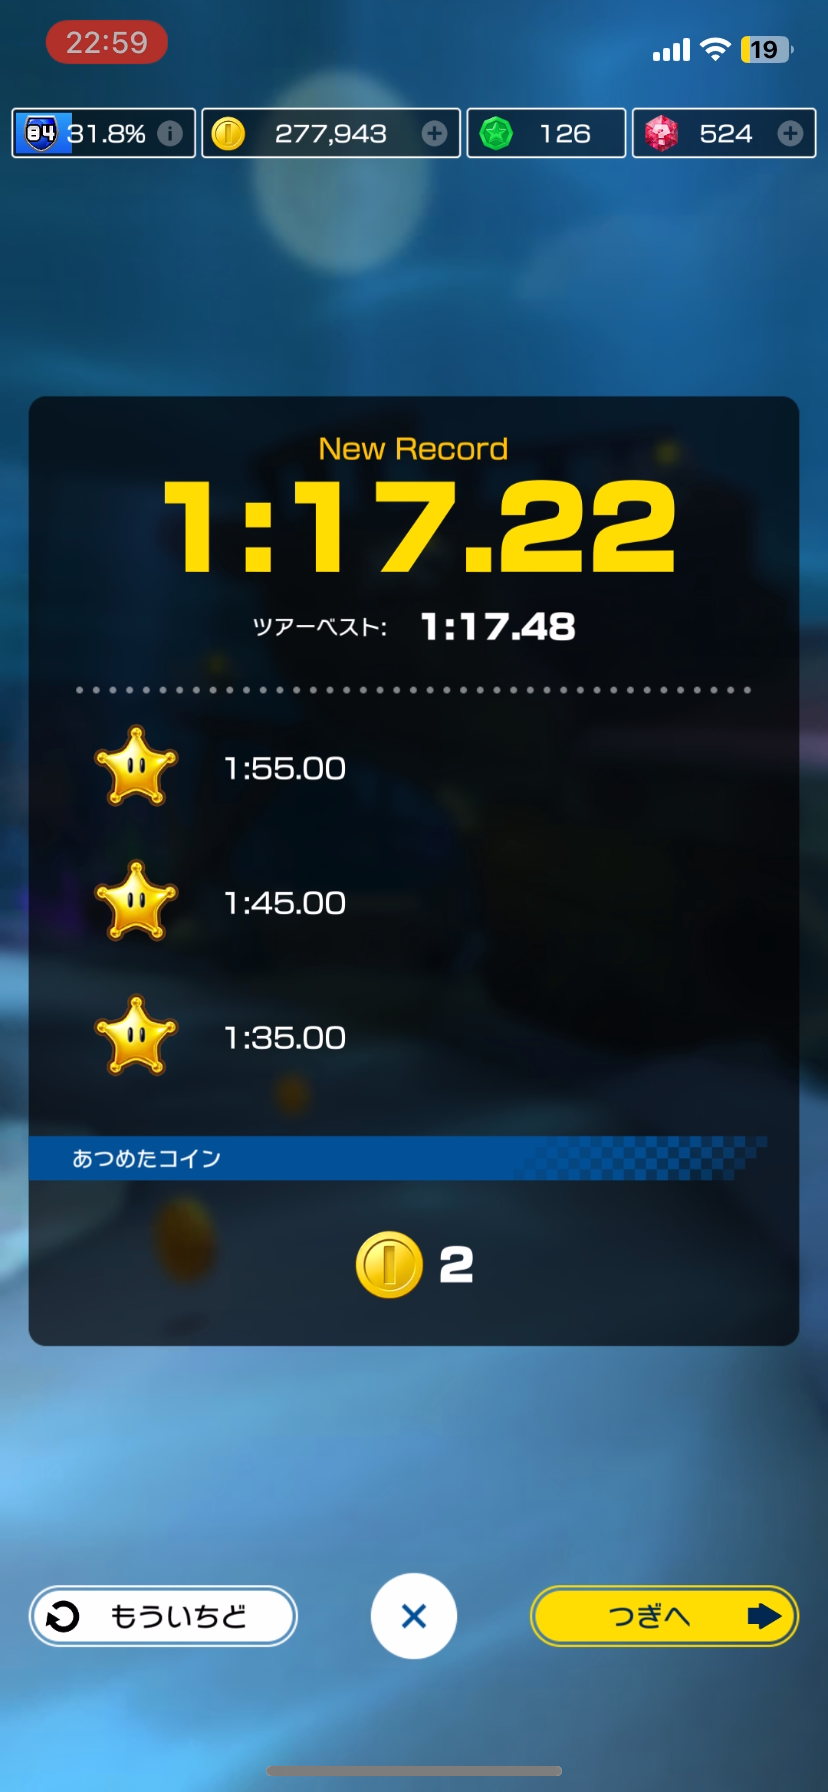 22:59
19
84 31.8% i 277,943 + 126 524 +
New Record
1:17.22
ツアーベスト: 1:17.48
1:55.00
1:45.00
1:35.00
あつめたコイン
2
もういちど × つぎへ